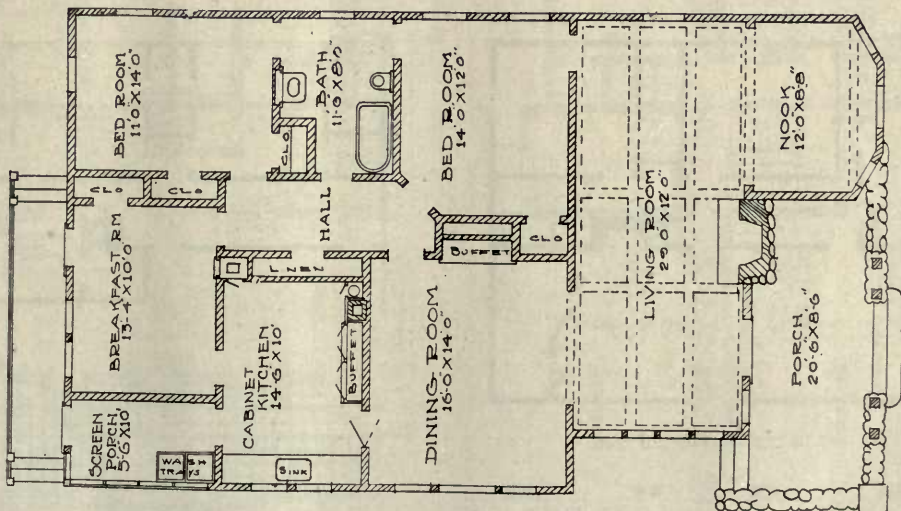 BED ROOM
11'0"X14'0"
BATH
11'-0"X8'0"
CLO
BED ROOM
14'0"X12'0"
NOOK
12'0"X8'8"
CLO
CLO
HALL
LINEN
BUFFET
CLO
LIVING ROOM
29'0"X12'0"
BREAKFAST RM
13'-4"X10'0
CABINET
KITCHEN
14'6"X10'
BUFFET
DINING ROOM
16'-0"X14'0"
PORCH
20'-6"X8'6"
SCREEN
PORCH
5'-6"X10'
WASH
TRAYS
SINK